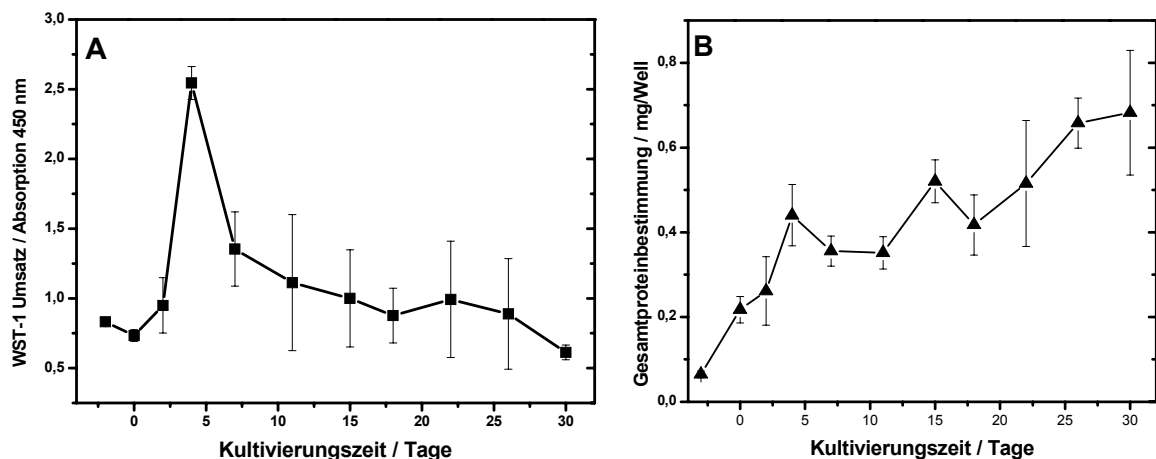 A
WST-1 Umsatz / Absorption 450 nm
3,0
2,5
2,0
1,5
1,0
0,5
0 5 10 15 20 25 30
Kultivierungszeit / Tage
B
Gesamtproteinbestimmung / mg/Well
0,8
0,6
0,4
0,2
0,0
0 5 10 15 20 25 30
Kultivierungszeit / Tage